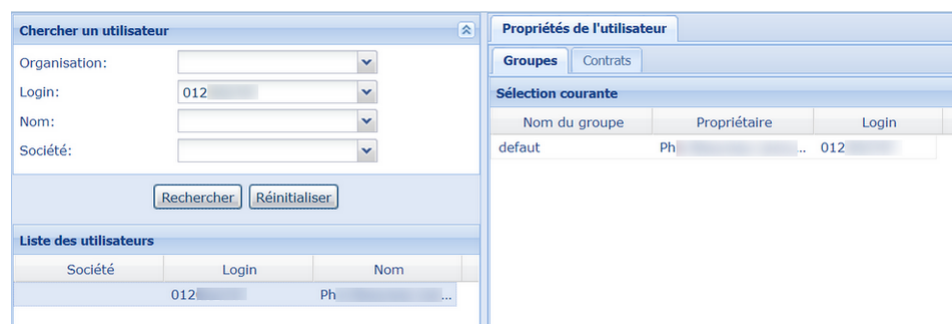 Chercher un utilisateur
Organisation:
Login: 012
Nom:
Société:
Rechercher Réinitialiser
Liste des utilisateurs
Société Login Nom
012 Ph ...
Propriétés de l'utilisateur
Groupes Contrats
Sélection courante
Nom du groupe Propriétaire Login
defaut Ph .. 012